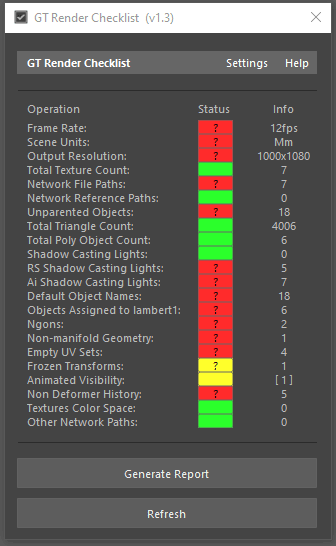 GT Render Checklist  (v1.3)
GT Render Checklist Settings Help
Operation Status Info
Frame Rate: ? 12fps
Scene Units: ? Mm
Output Resolution: ? 1000x1080
Total Texture Count: 7
Network File Paths: ? 7
Network Reference Paths: 0
Unparented Objects: ? 18
Total Triangle Count: 4006
Total Poly Object Count: 6
Shadow Casting Lights: 0
RS Shadow Casting Lights: ? 5
Ai Shadow Casting Lights: ? 7
Default Object Names: ? 18
Objects Assigned to lambert1: ? 6
Ngons: ? 2
Non-manifold Geometry: ? 1
Empty UV Sets: ? 4
Frozen Transforms: ? 1
Animated Visibility: [ 1 ]
Non Deformer History: ? 5
Textures Color Space: 0
Other Network Paths: 0
Generate Report
Refresh